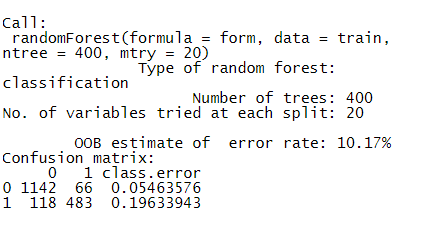 Call:
randomForest(formula = form, data = train,
ntree = 400, mtry = 20)
Type of random forest:
classification
Number of trees: 400
No. of variables tried at each split: 20
OOB estimate of  error rate: 10.17%
Confusion matrix:
0 1 class.error
0 1142 66 0.05463576
1 118 483 0.19633943